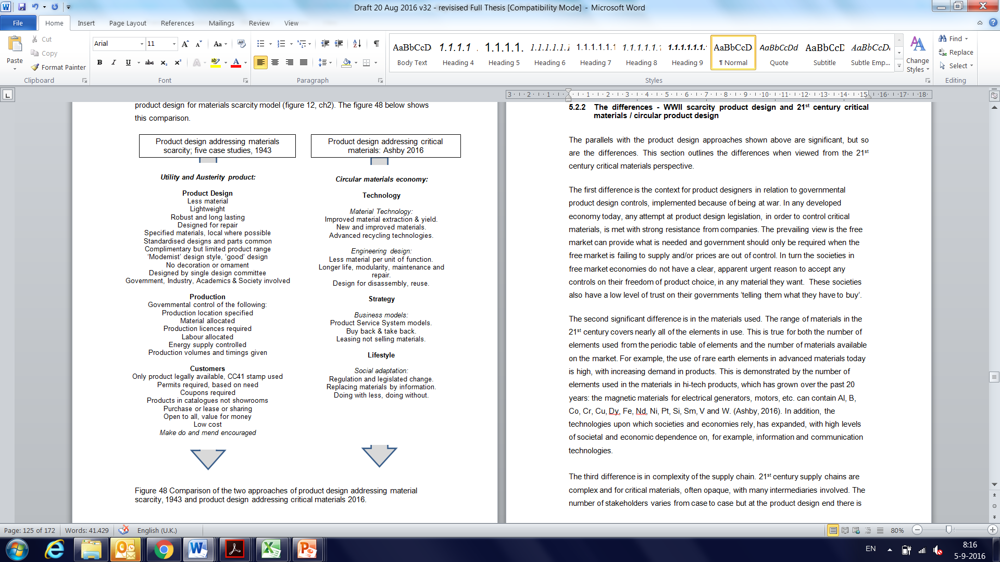 Draft 20 Aug 2016 v32 - revisised Full Thesis [Compatibility Mode] - Microsoft Word
File Home Insert Page Layout References Mailings Review View
Paste
Cut
Copy
Format Painter
Clipboard
Arial 11
Font
Paragraph
AaBbCcD 1.1.1.1 1.1.1.1. 1.1.1.1.1.1 1.1.1.1.1.1 1.1.1.1.1. 1.1.1.1.1.1. AaBbCcD AaBbCcDd AaBbCcD AaBbCcD
Body Text Heading 4 Heading 5 Heading 6 Heading 7 Heading 8 Heading 9 ¶ Normal Quote Subtitle Subtle Emp...
Styles
Change Styles
Find
Replace
Select
Editing
3 2 1 1 2 3 4 5 6 7 8 9 10 11 12 13 14 15 16 17 18
product design for materials scarcity model (figure 12, ch2). The figure 48 below shows
this comparison.
Product design addressing materials
scarcity; five case studies, 1943
Utility and Austerity product:
Product Design
Less material
Lightweight
Robust and long lasting
Designed for repair
Specified materials, local where possible
Standardised designs and parts common
Complimentary but limited product range
‘Modernist’ design style, ‘good’ design
No decoration or ornament
Designed by single design committee
Government, Industry, Academics & Society involved
Production
Governmental control of the following:
Production location specified
Material allocated
Production licences required
Labour allocated
Energy supply controlled
Production volumes and timings given
Customers
Only product legally available, CC41 stamp used
Permits required, based on need
Coupons required
Products in catalogues not showrooms
Purchase or lease or sharing
Open to all, value for money
Low cost
Make do and mend encouraged
Product design addressing critical
materials: Ashby 2016
Circular materials economy:
Technology
Material Technology:
Improved material extraction & yield.
New and improved materials.
Advanced recycling technologies.
Engineering design:
Less material per unit of function.
Longer life, modularity, maintenance and
repair.
Design for disassembly, reuse.
Strategy
Business models:
Product Service System models.
Buy back & take back.
Leasing not selling materials.
Lifestyle
Social adaptation:
Regulation and legislated change.
Replacing materials by information.
Doing with less, doing without.
Figure 48 Comparison of the two approaches of product design addressing material
scarcity, 1943 and product design addressing critical materials 2016.
5.2.2 The differences - WWII scarcity product design and 21st century critical
materials / circular product design
The parallels with the product design approaches shown above are significant, but so
are the differences. This section outlines the differences when viewed from the 21st
century critical materials perspective.
The first difference is the context for product designers in relation to governmental
product design controls, implemented because of being at war. In any developed
economy today, any attempt at product design legislation, in order to control critical
materials, is met with strong resistance from companies. The prevailing view is the free
market can provide what is needed and government should only be required when the
free market is failing to supply and/or prices are out of control. In turn the societies in
free market economies do not have a clear, apparent urgent reason to accept any
controls on their freedom of product choice, in any material they want. These societies
also have a low level of trust on their governments ‘telling them what they have to buy’.
The second significant difference is in the materials used. The range of materials in the
21st century covers nearly all of the elements in use. This is true for both the number of
elements used from the periodic table of elements and the number of materials available
on the market. For example, the use of rare earth elements in advanced materials today
is high, with increasing demand in products. This is demonstrated by the number of
elements used in the materials in hi-tech products, which has grown over the past 20
years: the magnetic materials for electrical generators, motors, etc. can contain Al, B,
Co, Cr, Cu, Dy, Fe, Nd, Ni, Pt, Si, Sm, V and W. (Ashby, 2016). In addition, the
technologies upon which societies and economies rely, has expanded, with high levels
of societal and economic dependence on, for example, information and communication
technologies.
The third difference is in complexity of the supply chain. 21st century supply chains are
complex and for critical materials, often opaque, with many intermediaries involved. The
number of stakeholders varies from case to case but at the product design end there is
Page: 125 of 172 Words: 41.429 English (U.K.) 80%
EN
8:16
5-9-2016